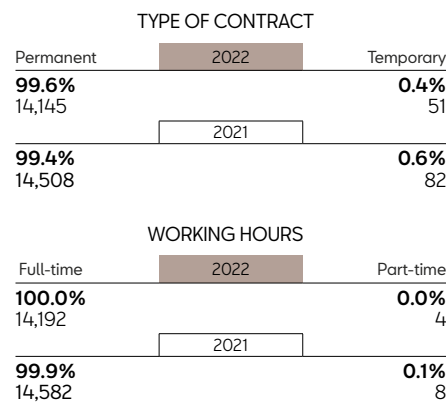 TYPE OF CONTRACT
Permanent 2022 Temporary
99.6% 0.4%
14,145 51
2021
99.4% 0.6%
14,508 82
WORKING HOURS
Full-time 2022 Part-time
100.0% 0.0%
14,192 4
2021
99.9% 0.1%
14,582 8